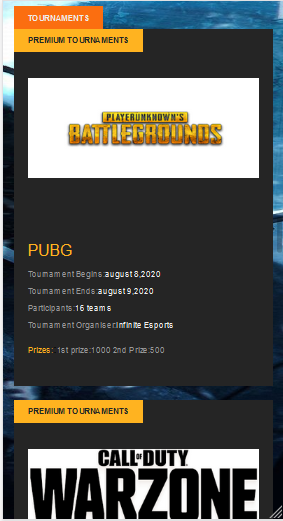 TOURNAMENTS
PREMIUM TOURNAMENTS
PLAYERUNKNOWN'S
BATTLEGROUNDS
PUBG
Tournament Begins:august 8,2020
Tournament Ends:august 9,2020
Participants:16 teams
Tournament Organiser:Infinite Esports
Prizes: 1st prize:1000 2nd Prize:500
PREMIUM TOURNAMENTS
CALL OF DUTY
WARZONE